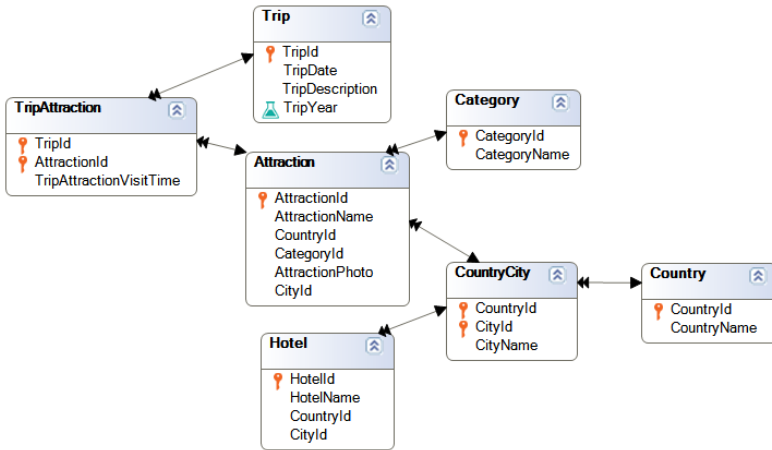 Trip
TripId
TripDate
TripDescription
TripYear
TripAttraction
TripId
AttractionId
TripAttractionVisitTime
Category
CategoryId
CategoryName
Attraction
AttractionId
AttractionName
CountryId
CategoryId
AttractionPhoto
CityId
CountryCity
CountryId
CityId
CityName
Country
CountryId
CountryName
Hotel
HotelId
HotelName
CountryId
CityId